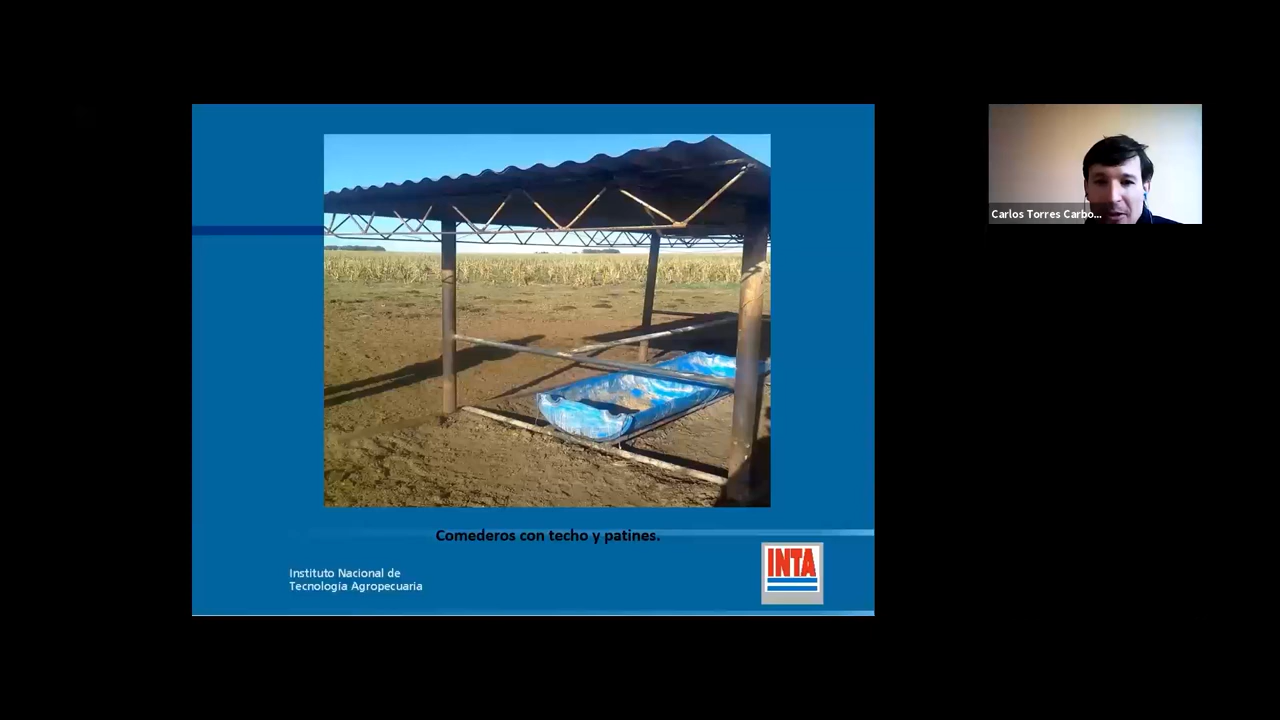 Carlos Torres Carbo...
Comederos con techo y patines.
Instituto Nacional de
Tecnología Agropecuaria
INTA